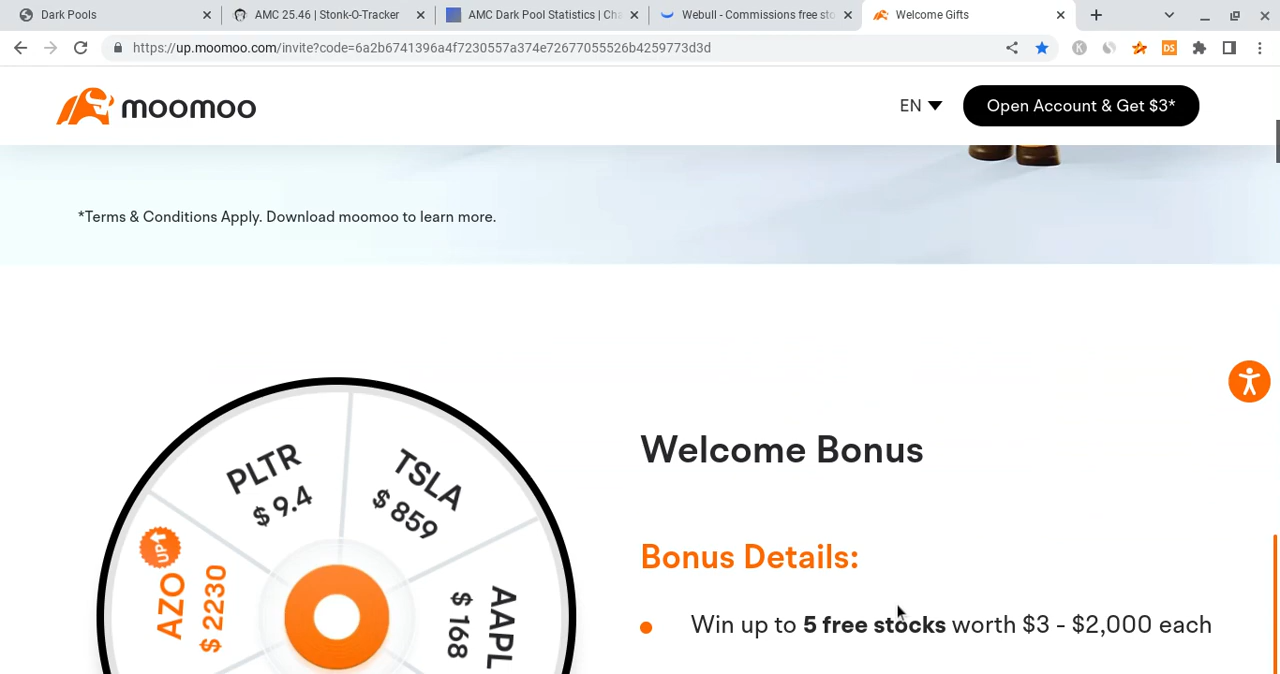 Dark Pools
AMC 25.46 | Stonk-O-Tracker
AMC Dark Pool Statistics | Cha
Webull - Commissions free sto
Welcome Gifts
https://up.moomoo.com/invite?code=6a2b6741396a4f7230557a374e72677055526b4259773d3d
K
DS
moomoo
EN
Open Account & Get $3*
*Terms & Conditions Apply. Download moomoo to learn more.
PLTR
$ 9.4
TSLA
$ 859
UP
AZO
$ 2230
AAPL
$ 168
Welcome Bonus
Bonus Details:
Win up to 5 free stocks worth $3 - $2,000 each